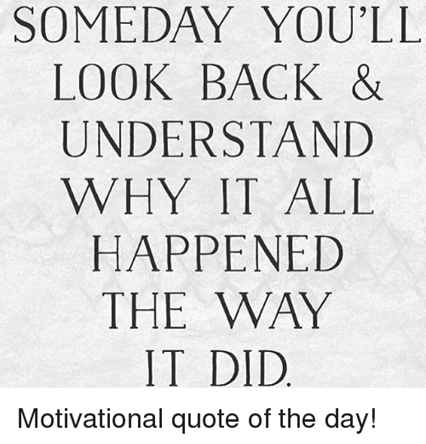 SOMEDAY YOU'LL
LOOK BACK &
UNDERSTAND
WHY IT ALL
HAPPENED
THE WAY
IT DID.
Motivational quote of the day!